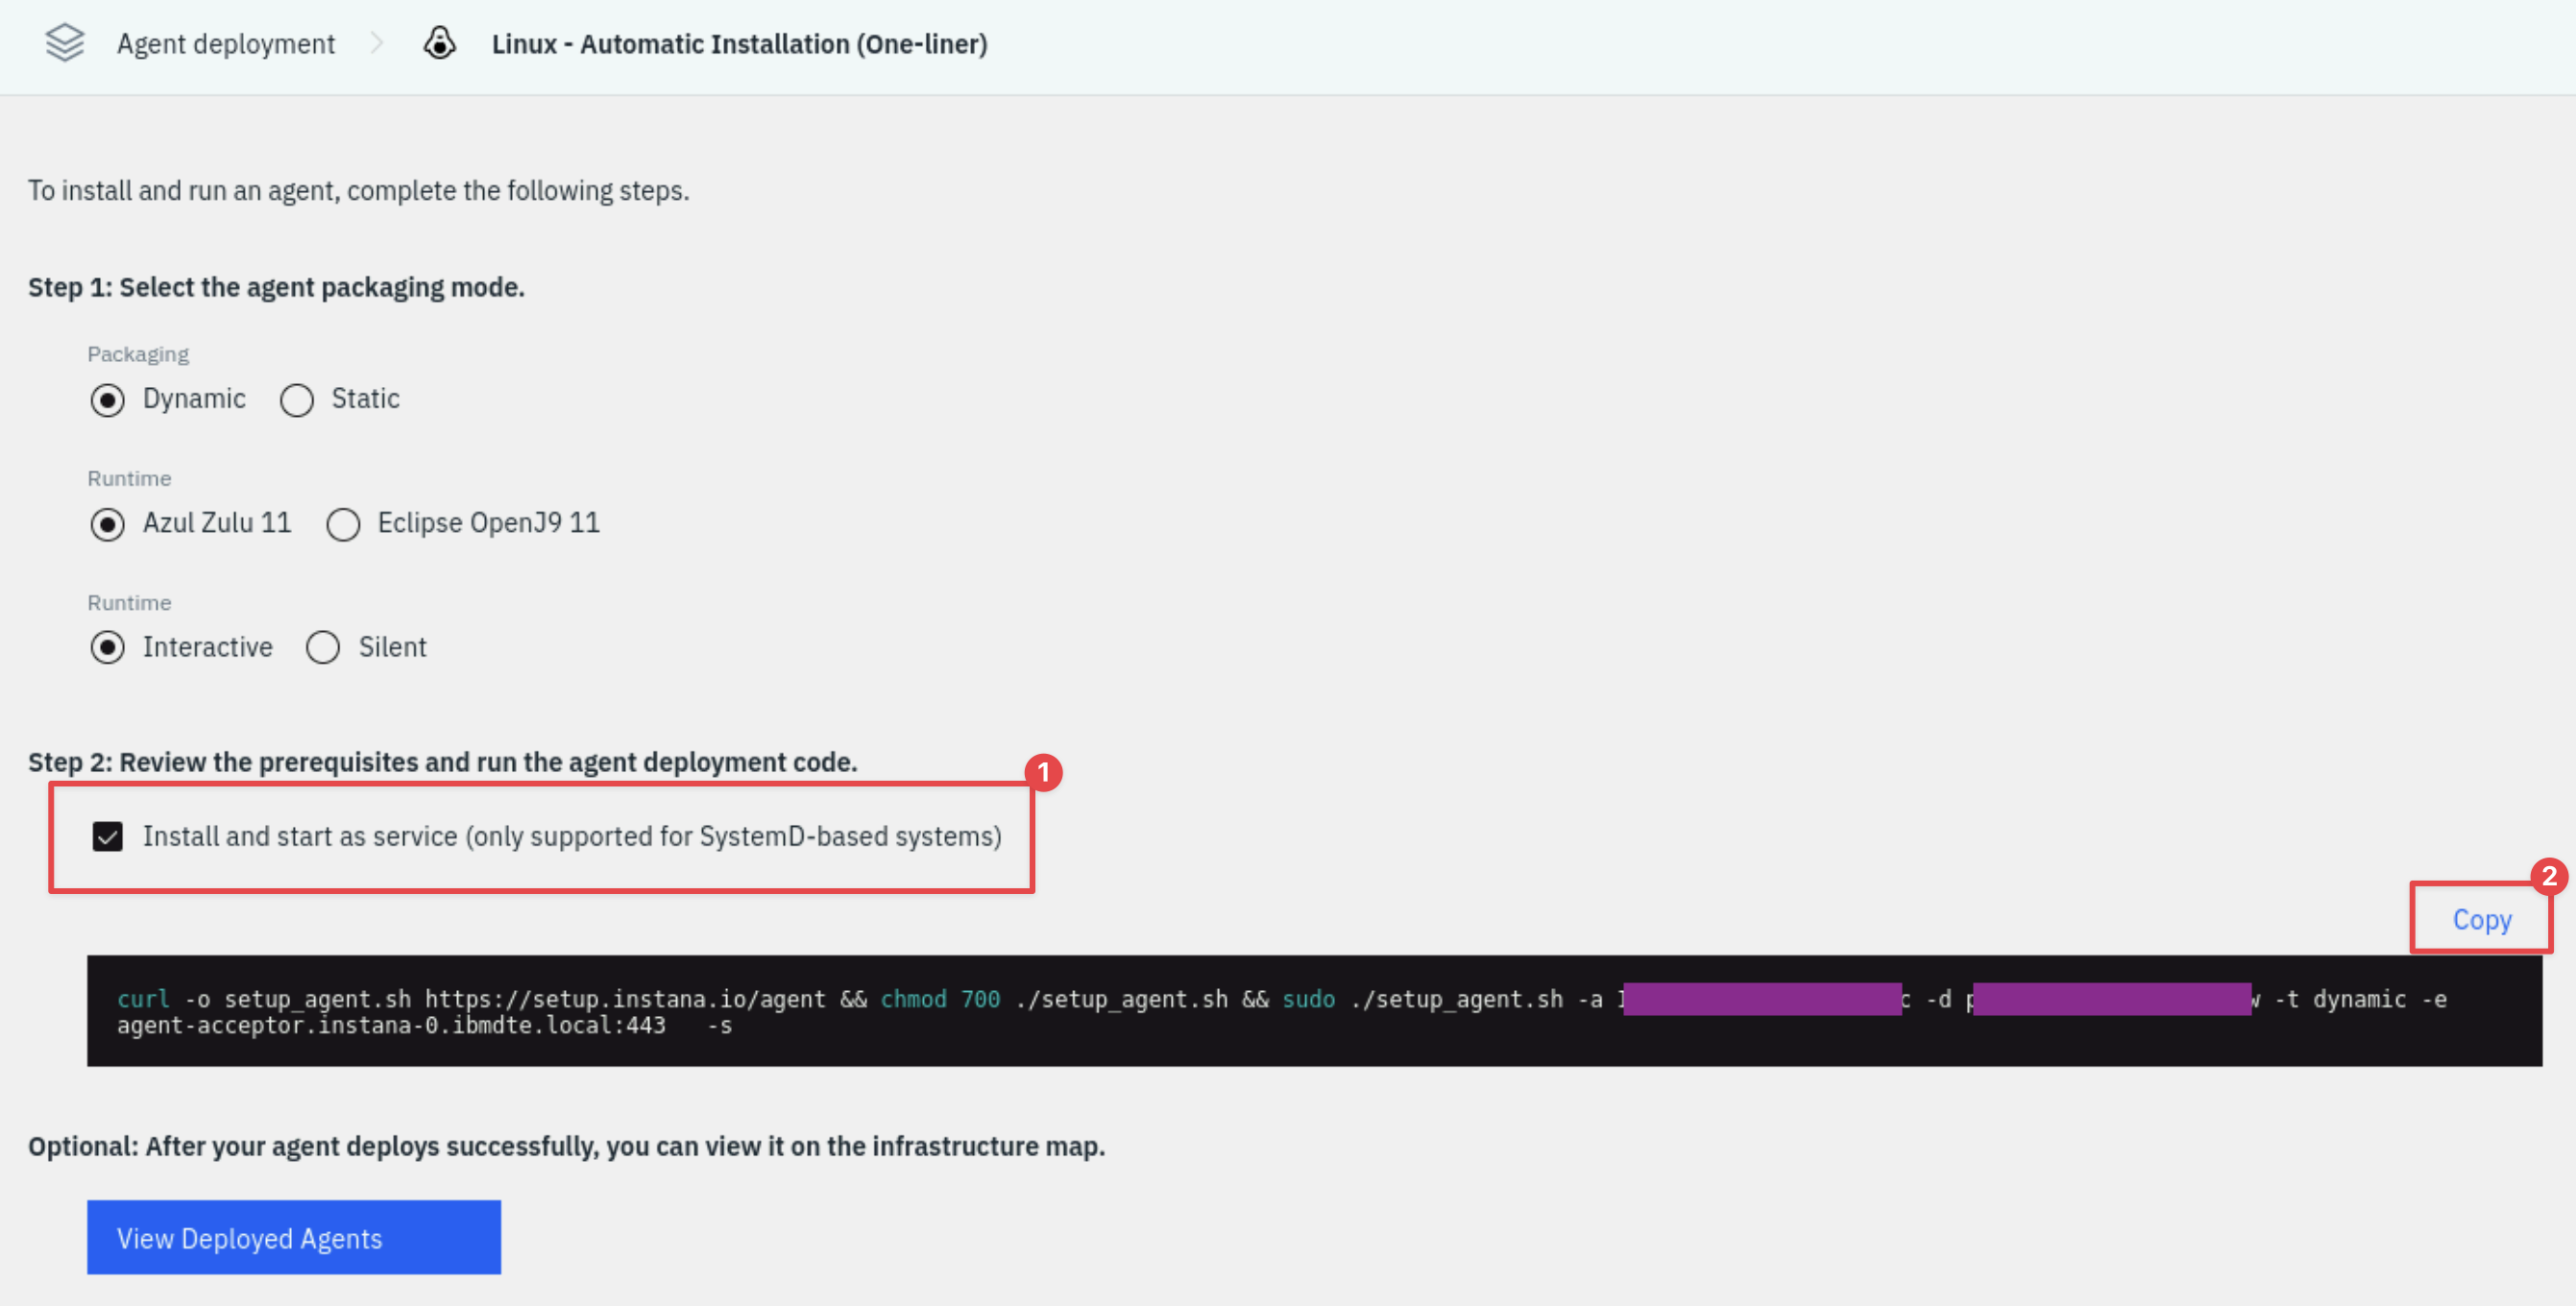 Agent deployment > Linux - Automatic Installation (One-liner)
To install and run an agent, complete the following steps.
Step 1: Select the agent packaging mode.
Packaging
Dynamic Static
Runtime
Azul Zulu 11 Eclipse OpenJ9 11
Runtime
Interactive Silent
Step 2: Review the prerequisites and run the agent deployment code.
1
Install and start as service (only supported for SystemD-based systems)
2
Copy
curl -o setup_agent.sh https://setup.instana.io/agent && chmod 700 ./setup_agent.sh && sudo ./setup_agent.sh -a c -d p w -t dynamic -e
agent-acceptor.instana-0.ibmdte.local:443 -s
Optional: After your agent deploys successfully, you can view it on the infrastructure map.
View Deployed Agents